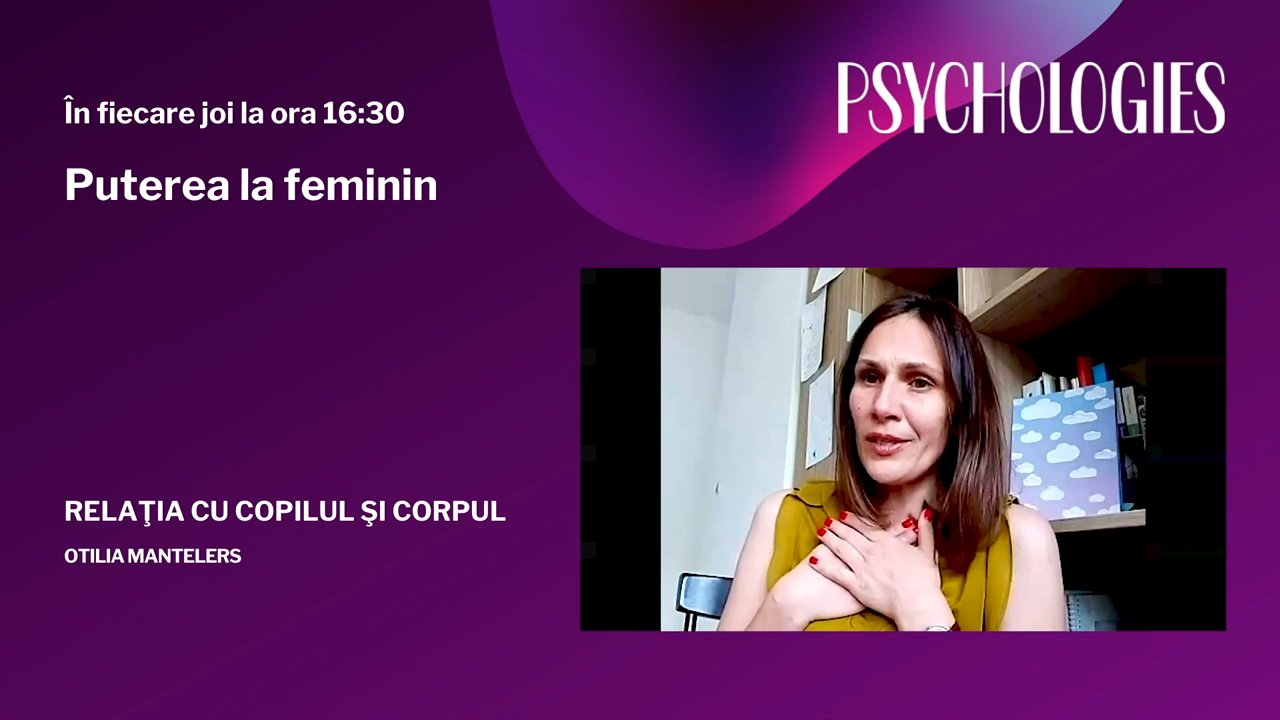 În fiecare joi la ora 16:30
PSYCHOLOGIES
Puterea la feminin
RELAŢIA CU COPILUL ŞI CORPUL
OTILIA MANTELERS